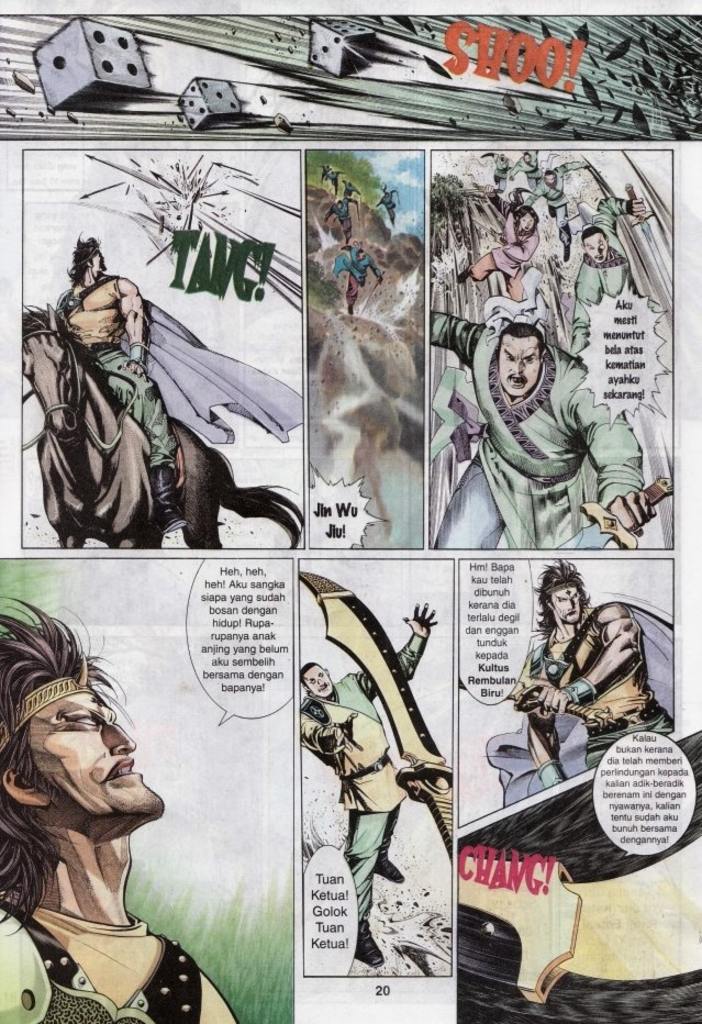 SHOO!
TANG!
Jin Wu
Jiu!
Aku
mesti
menuntut
bela atas
kematian
ayahku
sekarang!
Heh, heh,
heh! Aku sangka
siapa yang sudah
bosan dengan
hidup! Rupa-
rupanya anak
anjing yang belum
aku sembelih
bersama dengan
bapanya!
Tuan
Ketua!
Golok
Tuan
Ketua!
Hm! Bapa
kau telah
dibunuh
kerana dia
terlalu degil
dan enggan
tunduk
kepada
Kultus
Rembulan
Biru!
Kalau
bukan kerana
dia telah memberi
perlindungan kepada
kalian adik-beradik
berenam ini dengan
nyawanya, kalian
tentu sudah aku
bunuh bersama
dengannya!
CHANG!
20